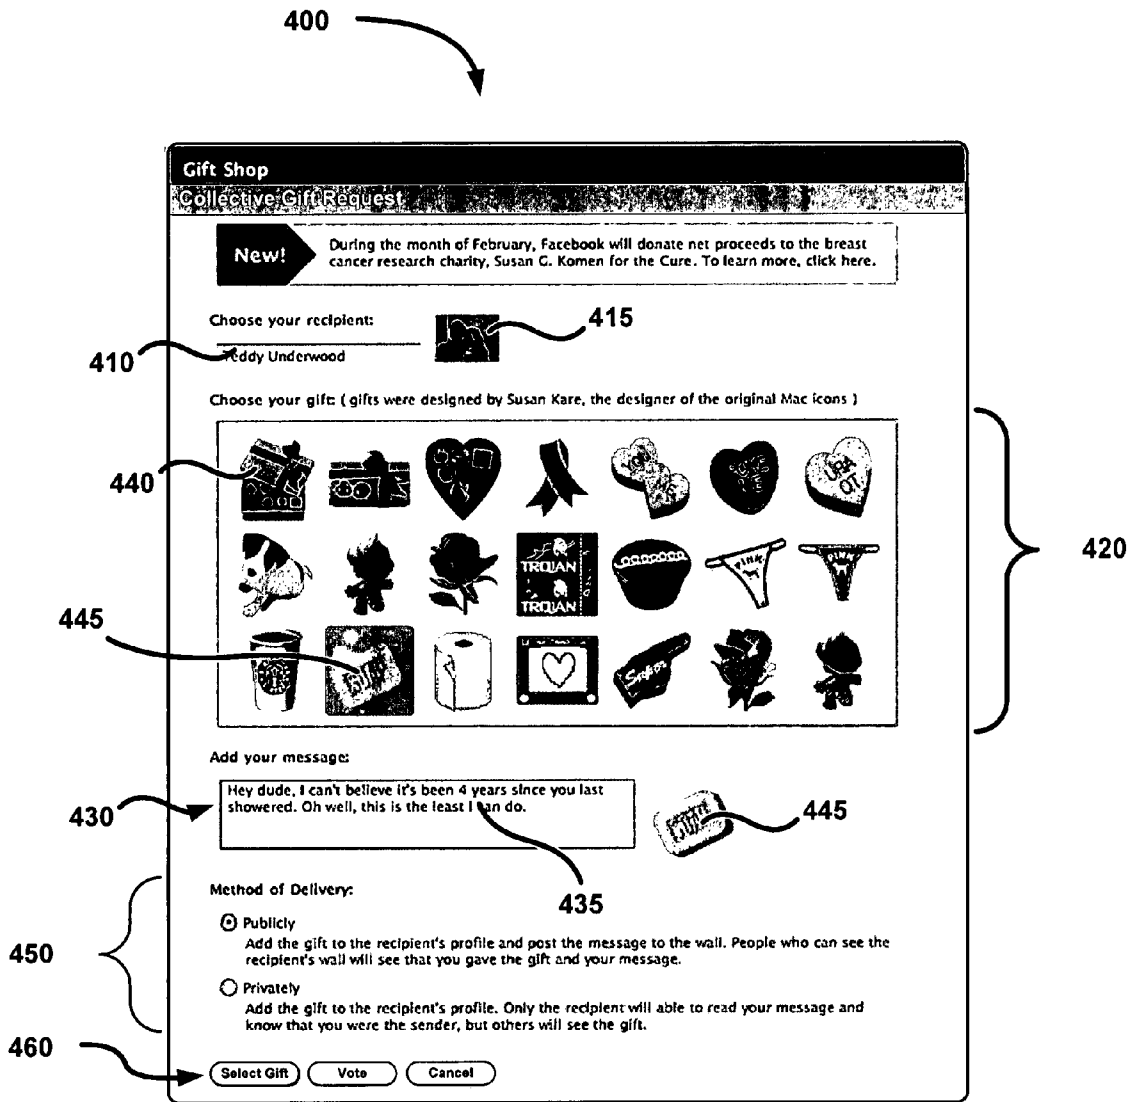 400
Gift Shop
Collective Gift Request
New!
During the month of February, Facebook will donate net proceeds to the breast
cancer research charity, Susan G. Komen for the Cure. To learn more, click here.
Choose your recipient:
415
410
Teddy Underwood
Choose your gift: ( gifts were designed by Susan Kare, the designer of the original Mac icons )
440
URA
QT
420
TROJAN
TROJAN
PINK
PINK
445
Add your message:
430
Hey dude, I can't believe it's been 4 years since you last
showered. Oh well, this is the least I can do.
445
435
Method of Delivery:
450
Publicly
Add the gift to the recipient's profile and post the message to the wall. People who can see the
recipient's wall will see that you gave the gift and your message.
Privately
Add the gift to the recipient's profile. Only the recipient will able to read your message and
know that you were the sender, but others will see the gift.
460
Select Gift
Vote
Cancel